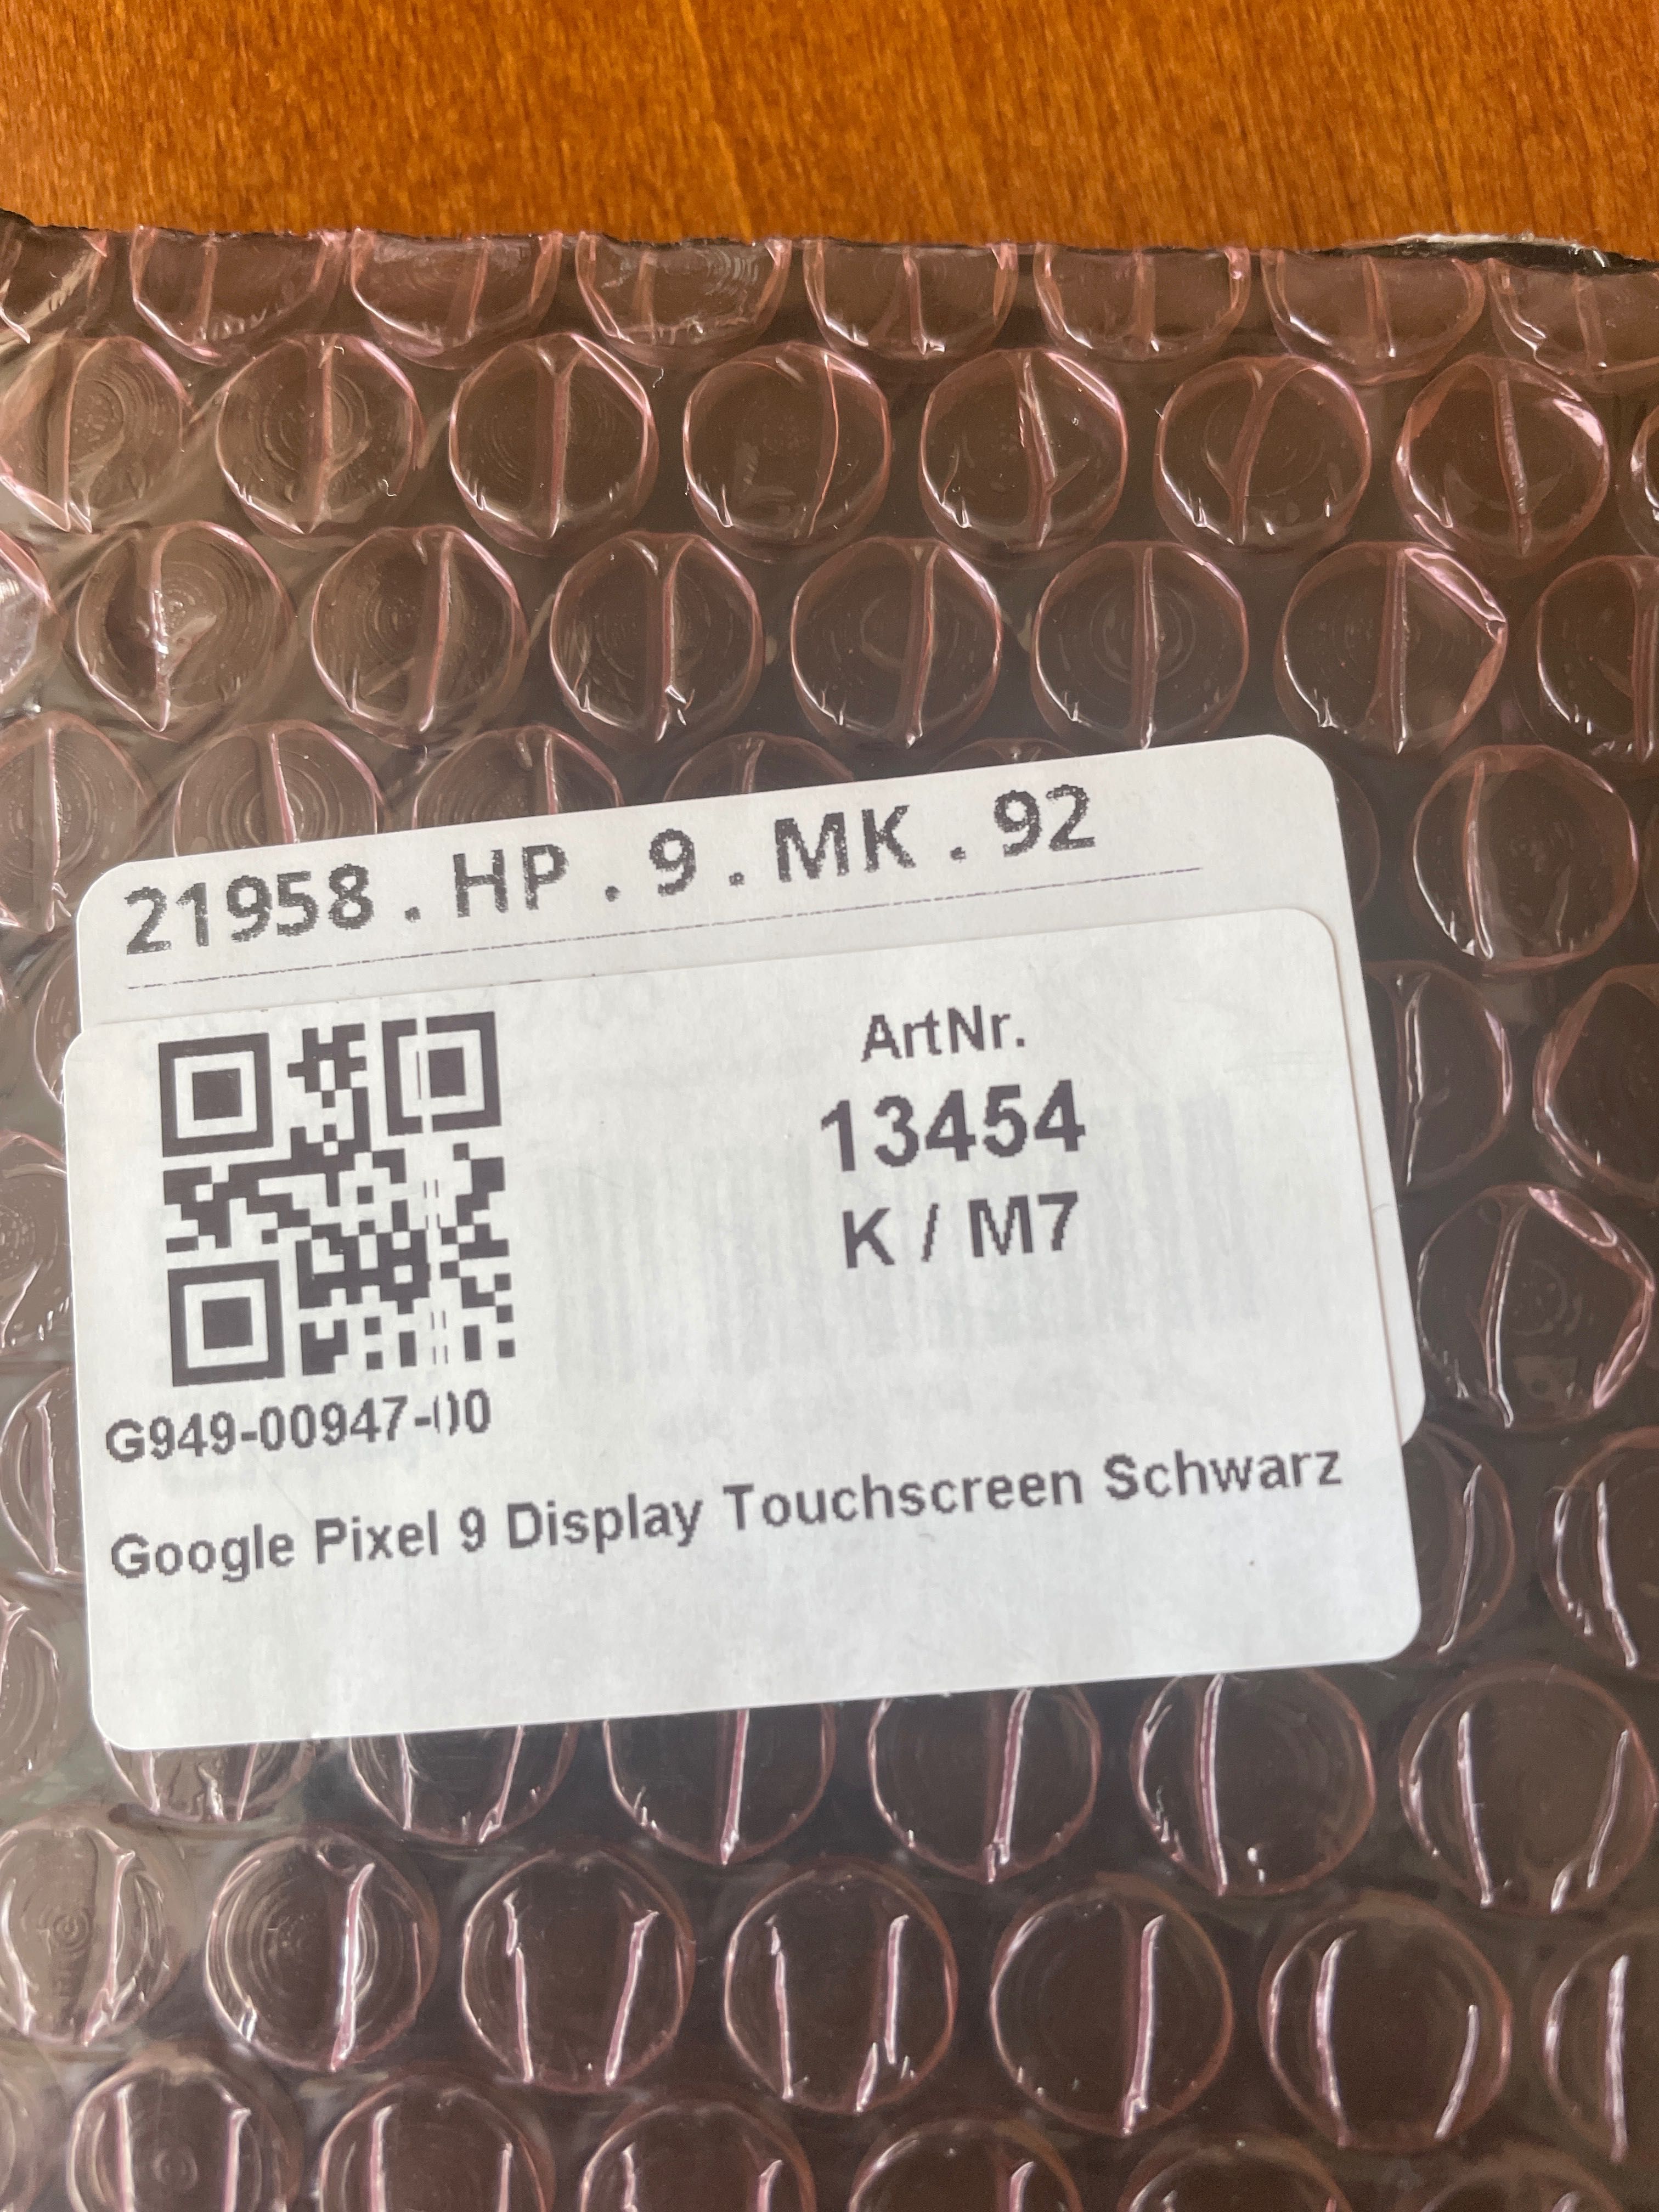 21958 . HP . 9 . MK . 92
ArtNr.
13454
K / M7
G949-00947-00
Google Pixel 9 Display Touchscreen Schwarz